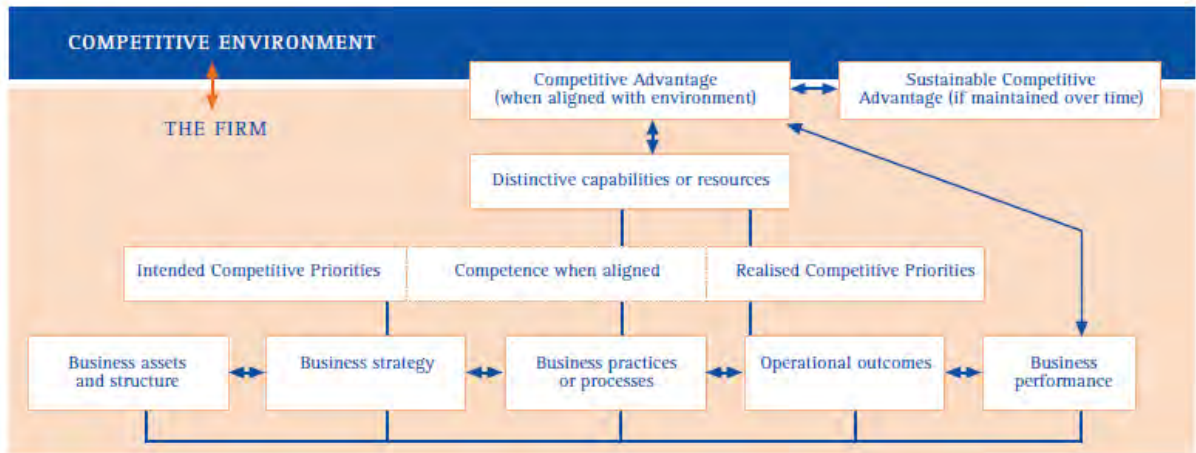 COMPETITIVE ENVIRONMENT
THE FIRM
Competitive Advantage
(when aligned with environment)
Sustainable Competitive
Advantage (if maintained over time)
Distinctive capabilities or resources
Intended Competitive Priorities
Competence when aligned
Realised Competitive Priorities
Business assets
and structure
Business strategy
Business practices
or processes
Operational outcomes
Business
performance